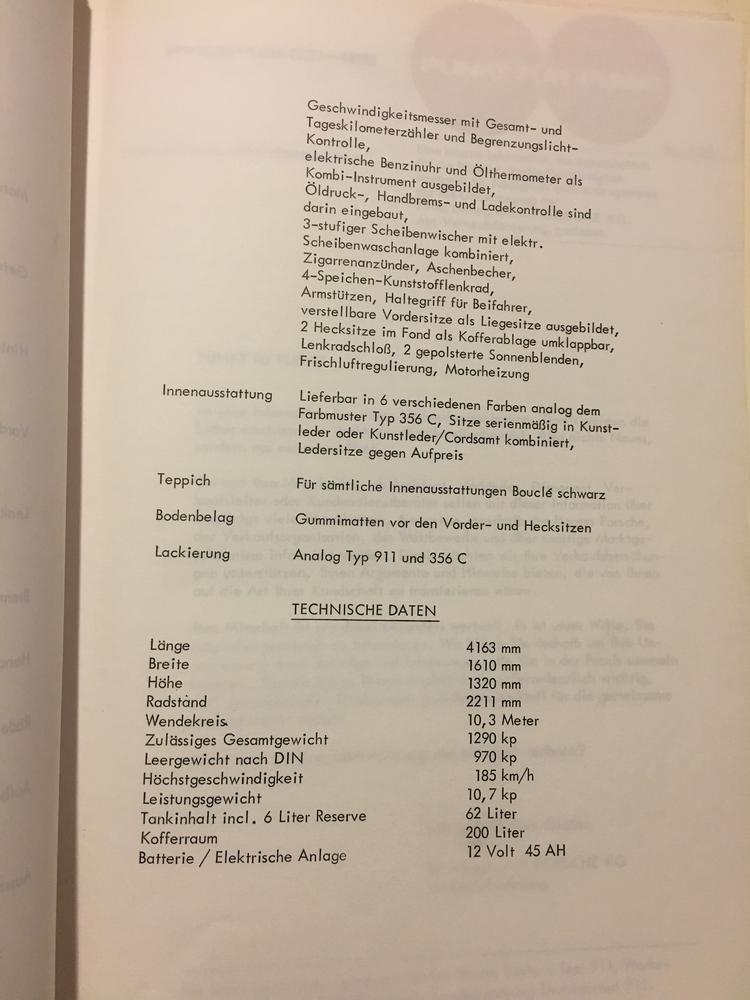 Geschwindigkeitsmesser mit Gesamt- und
Tageskilometerzähler und Begrenzungslicht-
Kontrolle,
elektrische Benzinuhr und Ölthermometer als
Kombi-Instrument ausgebildet,
Öldruck-, Handbrems- und Ladekontrolle sind
darin eingebaut,
3-stufiger Scheibenwischer mit elektr.
Scheibenwaschanlage kombiniert,
Zigarrenanzünder, Aschenbecher,
4-Speichen-Kunststofflenkrad,
Armstützen, Haltegriff für Beifahrer,
verstellbare Vordersitze als Liegesitze ausgebildet,
2 Hecksitze im Fond als Kofferablage umklappbar,
Lenkradschloß, 2 gepolsterte Sonnenblenden,
Frischluftregulierung, Motorheizung
Innenausstattung Lieferbar in 6 verschiedenen Farben analog dem
Farbmuster Typ 356 C, Sitze serienmäßig in Kunst-
leder oder Kunstleder/Cordsamt kombiniert,
Ledersitze gegen Aufpreis
Teppich Für sämtliche Innenausstattungen Bouclé schwarz
Bodenbelag Gummimatten vor den Vorder- und Hecksitzen
Lackierung Analog Typ 911 und 356 C
TECHNISCHE DATEN
Länge 4163 mm
Breite 1610 mm
Höhe 1320 mm
Radstand 2211 mm
Wendekreis 10,3 Meter
Zulässiges Gesamtgewicht 1290 kp
Leergewicht nach DIN 970 kp
Höchstgeschwindigkeit 185 km/h
Leistungsgewicht 10,7 kp
Tankinhalt incl. 6 Liter Reserve 62 Liter
Kofferraum 200 Liter
Batterie / Elektrische Anlage 12 Volt 45 AH